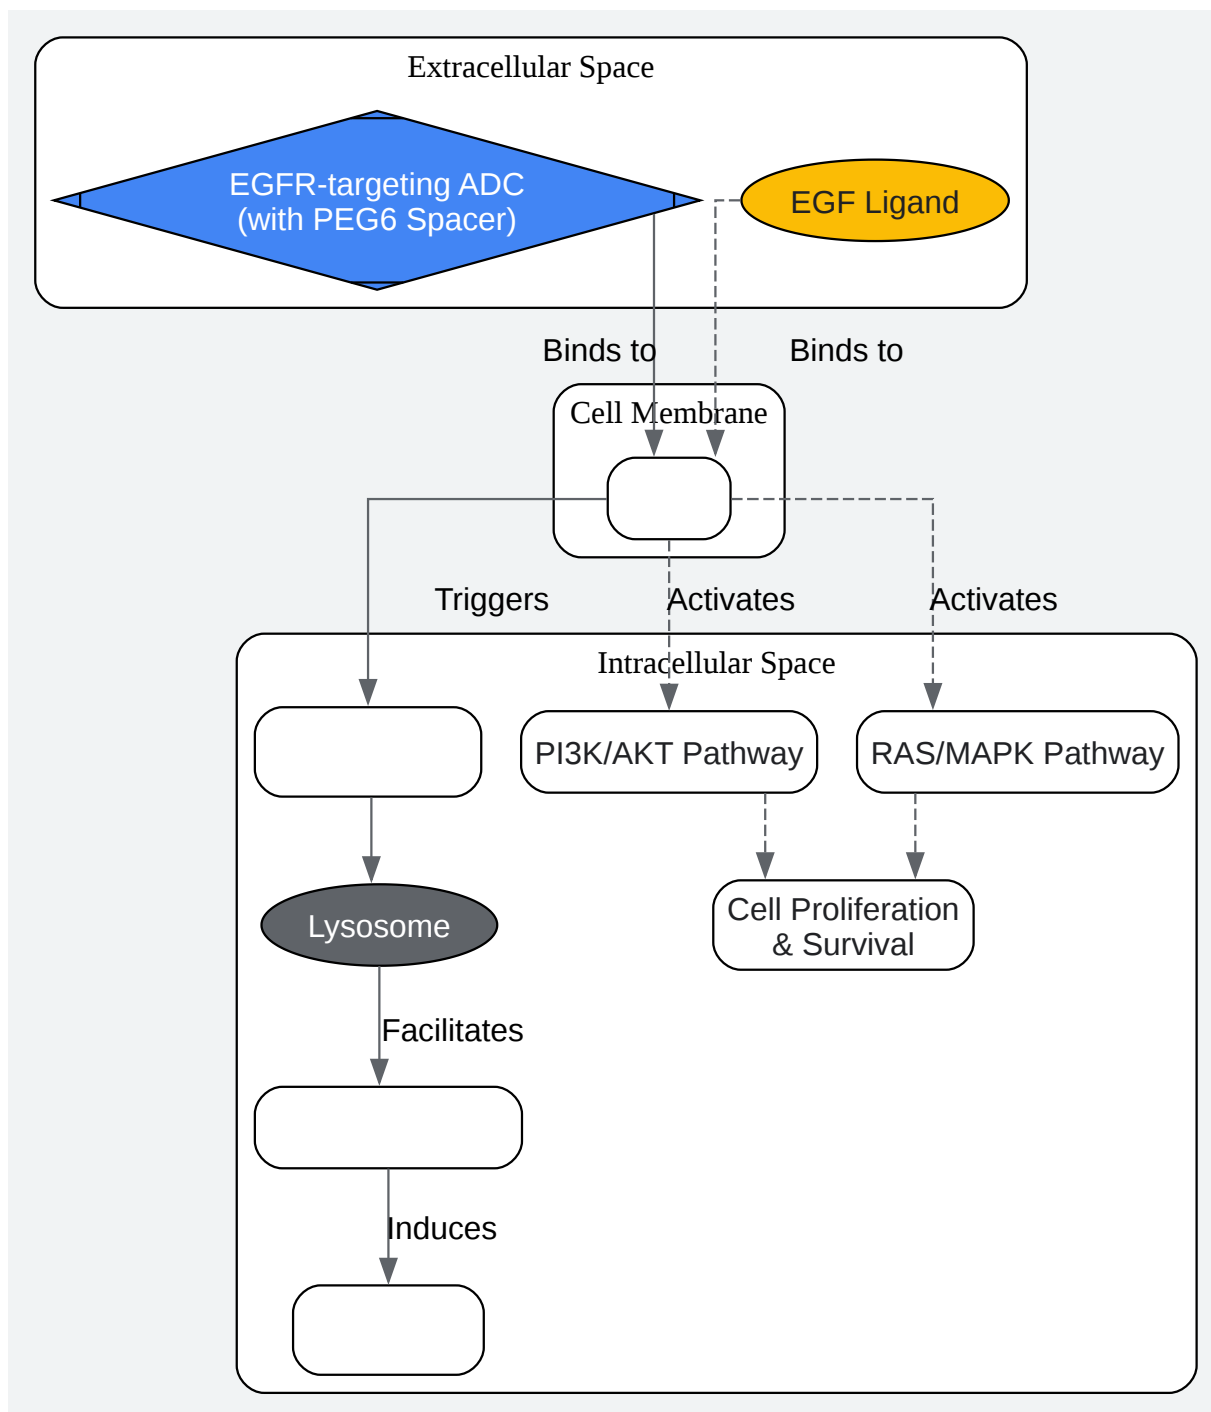 Extracellular Space
EGFR-targeting ADC
(with PEG6 Spacer)
EGF Ligand
Binds to
Binds to
Cell Membrane
Triggers
Activates
Activates
Intracellular Space
PI3K/AKT Pathway
RAS/MAPK Pathway
Lysosome
Cell Proliferation
& Survival
Facilitates
Induces